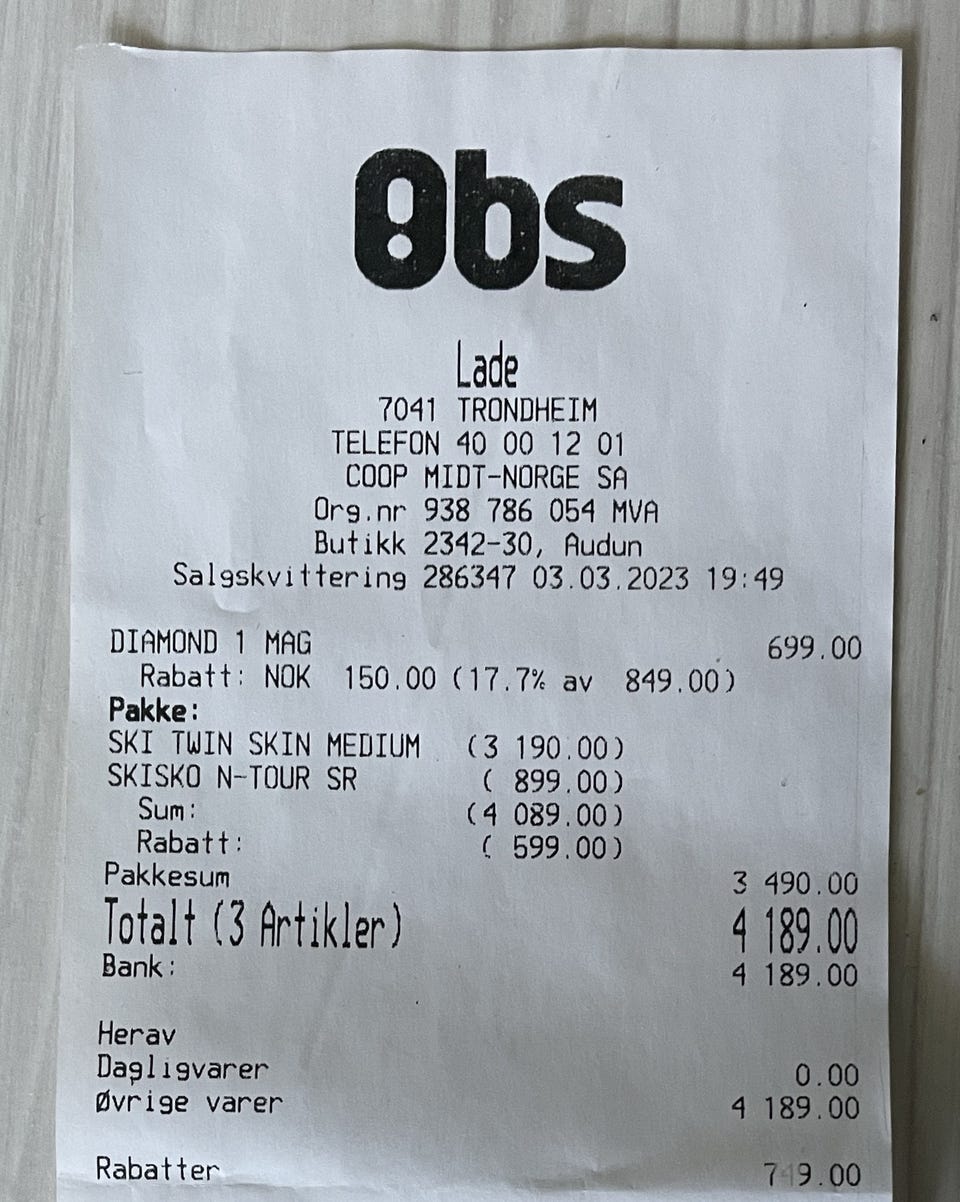 Obs
Lade
7041 TRONDHEIM
TELEFON 40 00 12 01
COOP MIDT-NORGE SA
Org.nr 938 786 054 MVA
Butikk 2342-30, Audun
Salgskvittering 286347 03.03.2023 19:49
DIAMOND 1 MAG 699.00
Rabatt: NOK 150.00 (17.7% av 849.00)
Pakke:
SKI TWIN SKIN MEDIUM (3 190.00)
SKISKO N-TOUR SR ( 899.00)
Sum: (4 089.00)
Rabatt: ( 599.00)
Pakkesum 3 490.00
Totalt (3 Artikler) 4 189.00
Bank: 4 189.00
Herav
Dagligvarer 0.00
Øvrige varer 4 189.00
Rabatter 749.00